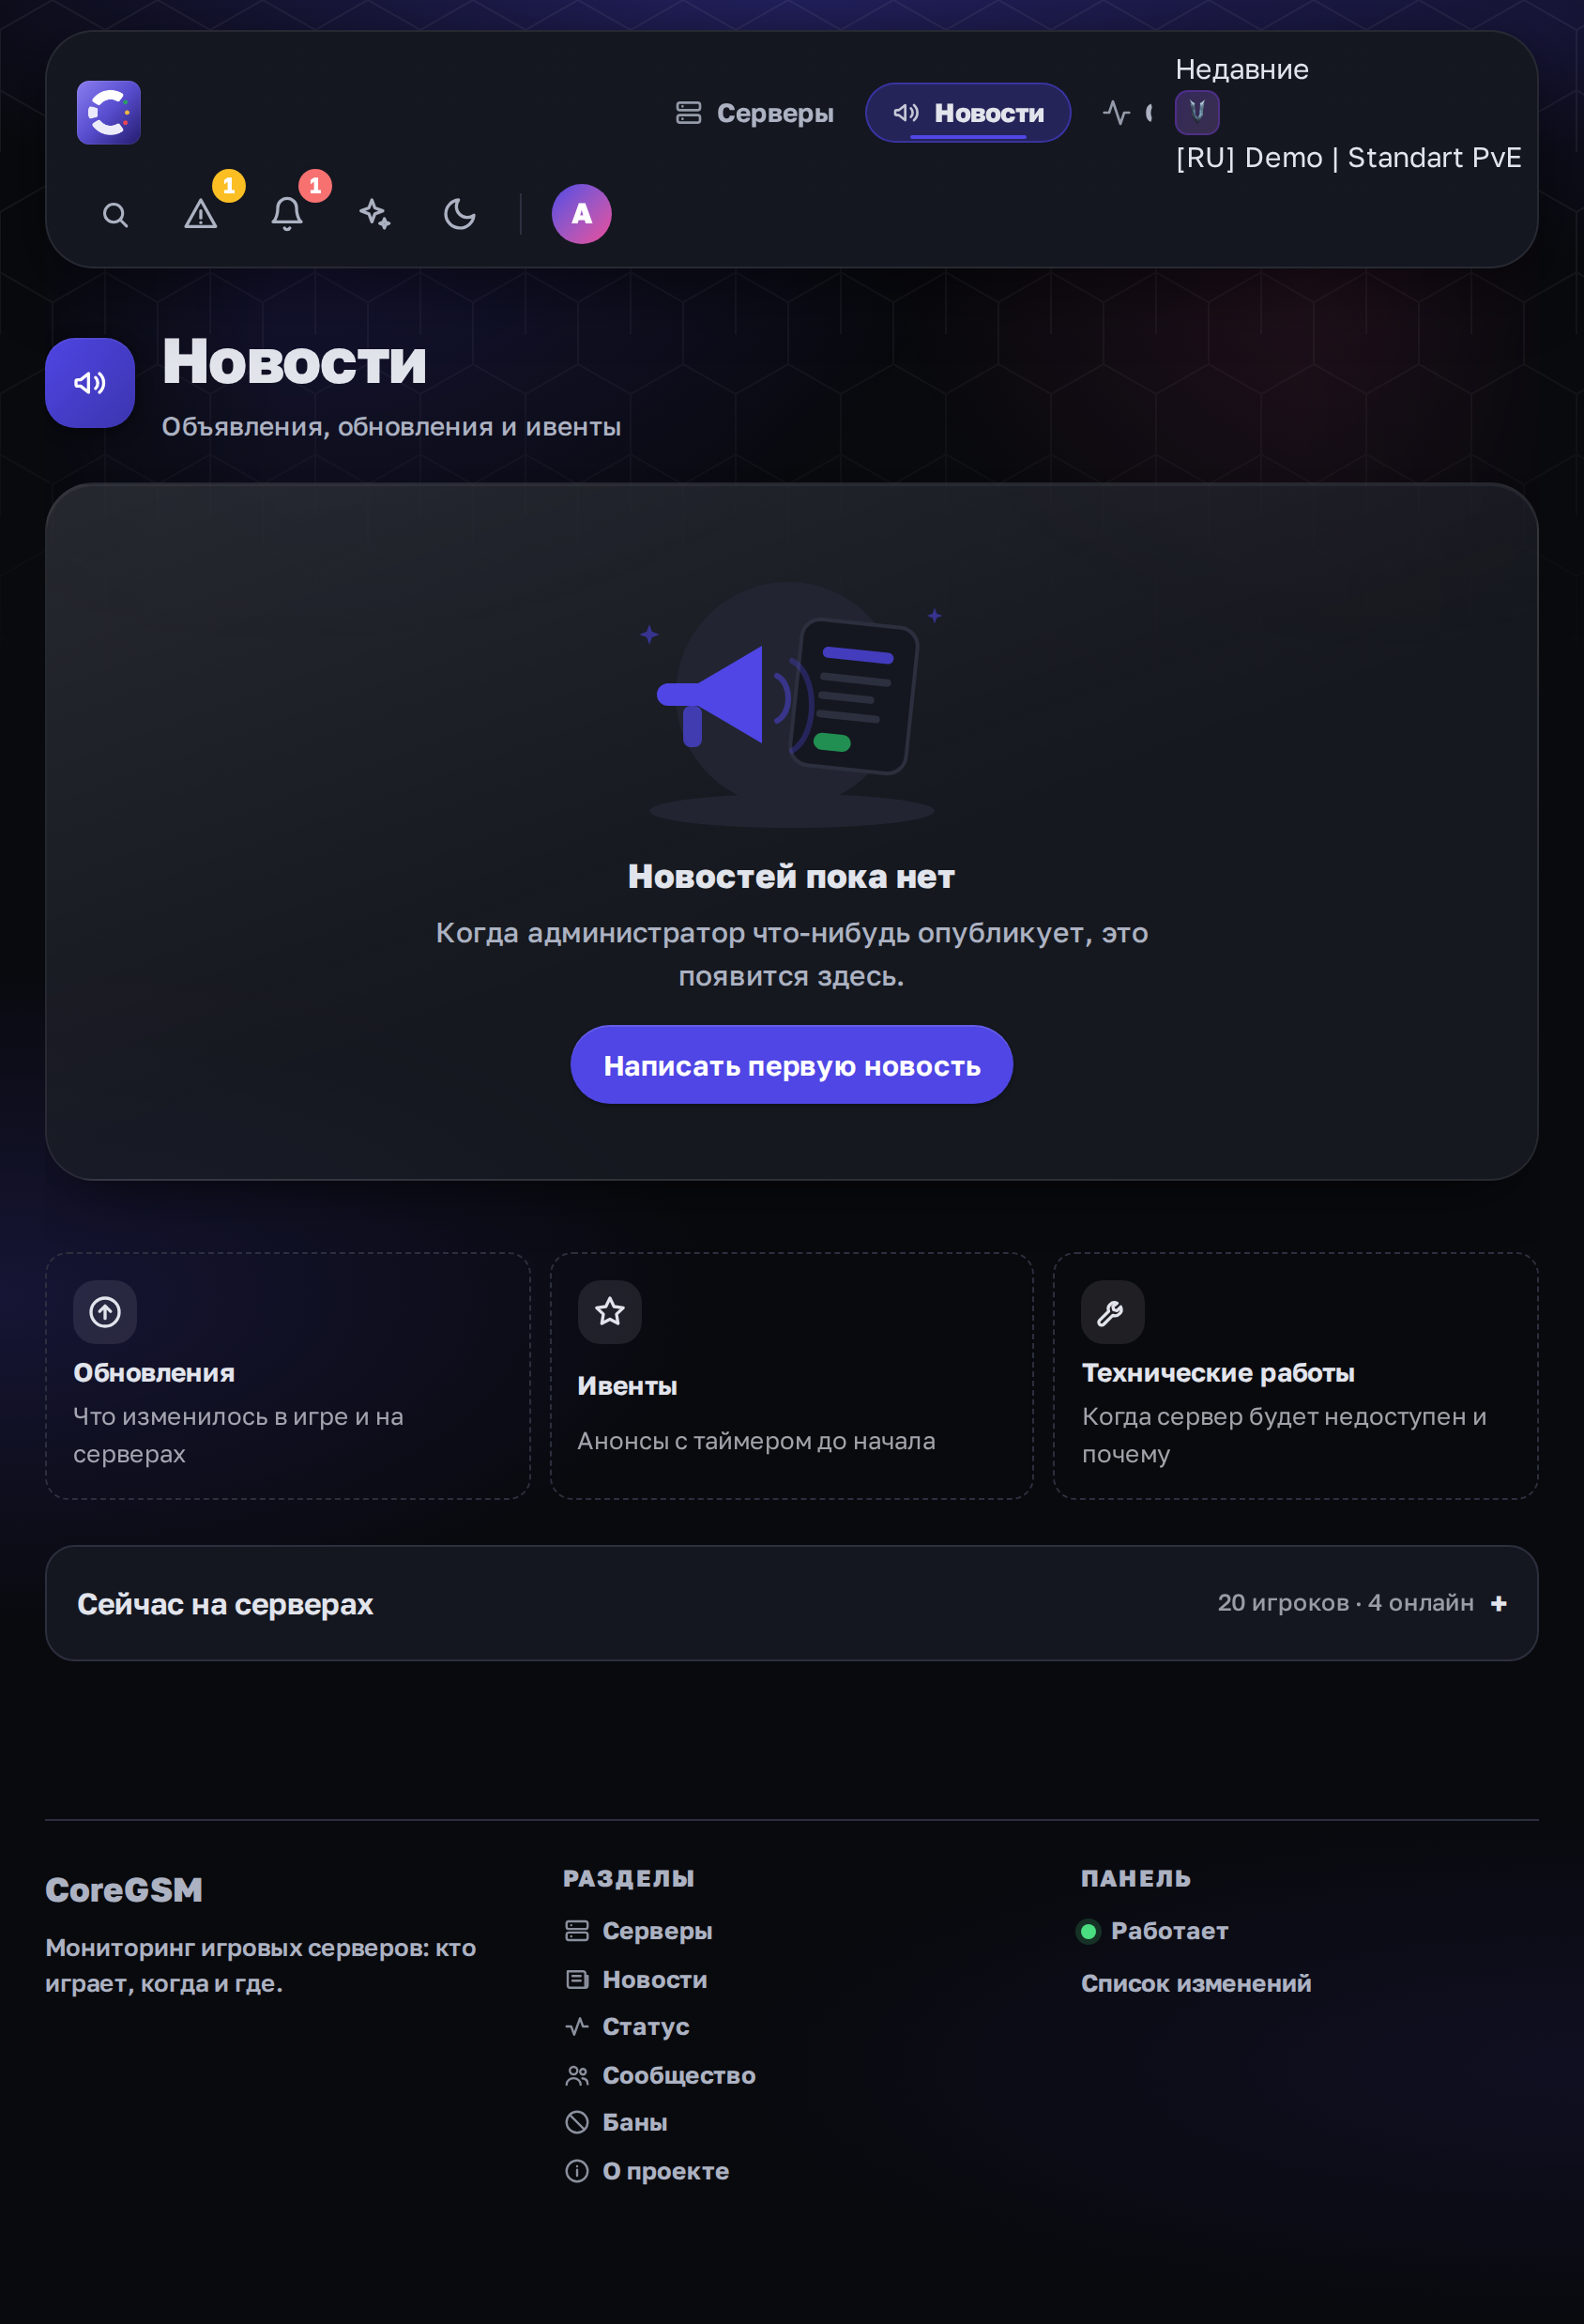 Серверы
Новости
Недавние
[RU] Demo | Standart PvE
1
1
A
Новости
Объявления, обновления и ивенты
Новостей пока нет
Когда администратор что-нибудь опубликует, это
появится здесь.
Написать первую новость
Обновления
Что изменилось в игре и на
серверах
Ивенты
Анонсы с таймером до начала
Технические работы
Когда сервер будет недоступен и
почему
Сейчас на серверах
20 игроков · 4 онлайн +
CoreGSM
Мониторинг игровых серверов: кто
играет, когда и где.
РАЗДЕЛЫ
Серверы
Новости
Статус
Сообщество
Баны
О проекте
ПАНЕЛЬ
Работает
Список изменений